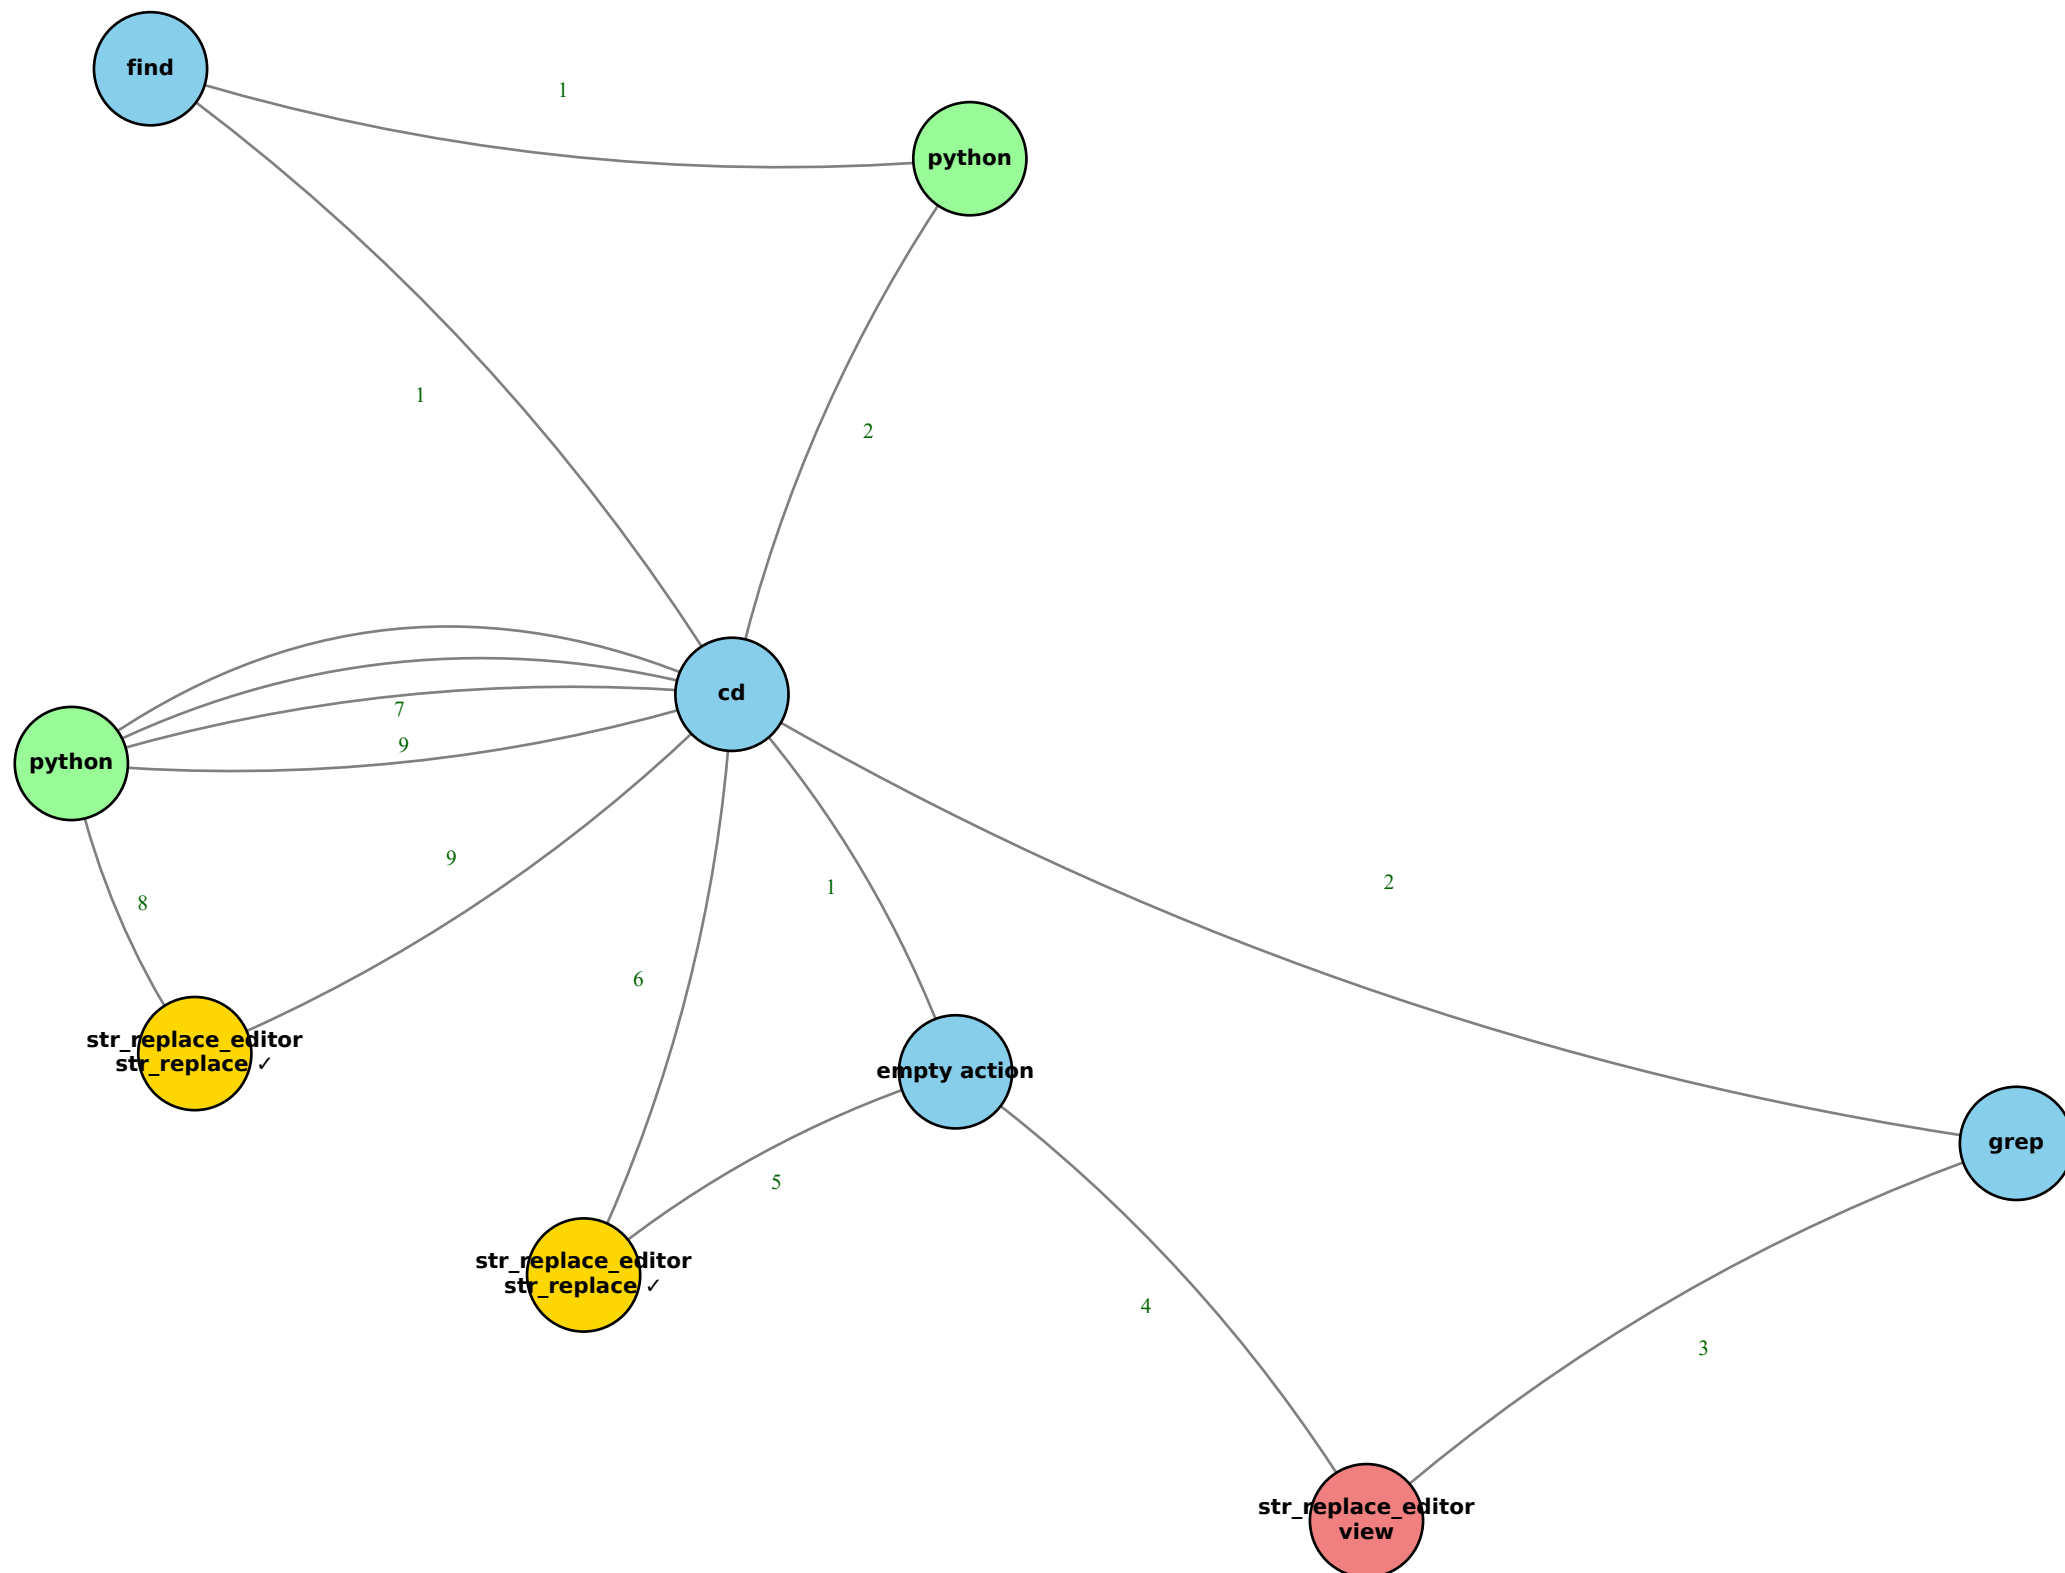 find
1
python
1
2
cd
7
9
python
9
8
1
2
6
str_replace_editor
str_replace ✓
empty action
grep
5
str_replace_editor
str_replace ✓
4
3
str_replace_editor
view